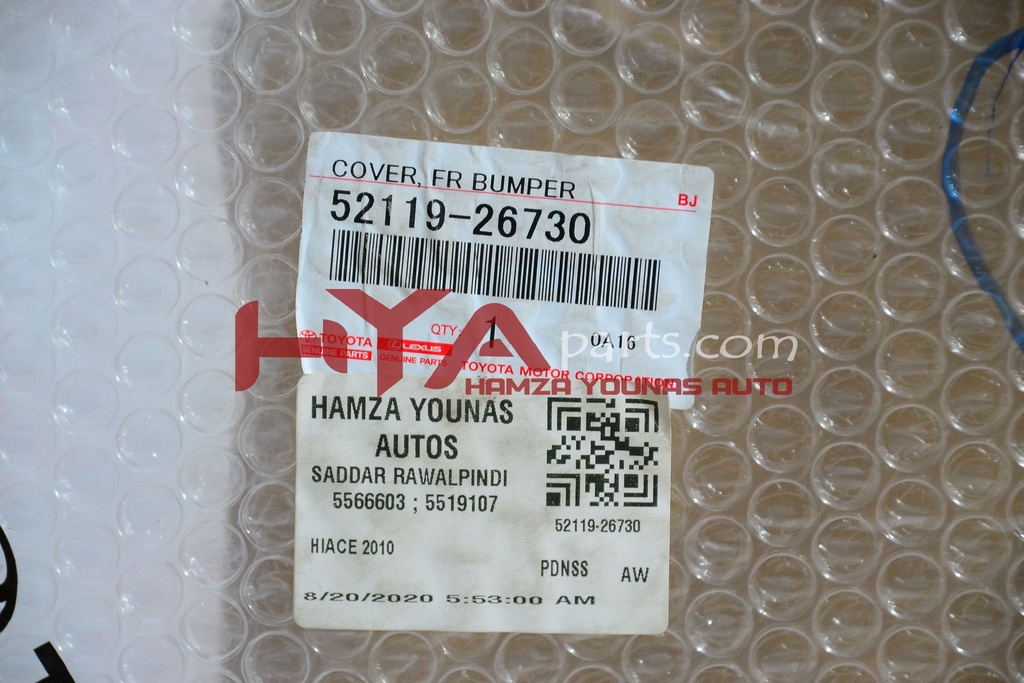 COVER, FR BUMPER
BJ
52119-26730
QTY: 1
0A16
TOYOTA
GENUINE PARTS
LEXUS
GENUINE PARTS
TOYOTA MOTOR CORPORATION
HYA parts.com
HAMZA YOUNAS AUTO
HAMZA YOUNAS
AUTOS
SADDAR RAWALPINDI
5566603 ; 5519107
52119-26730
HIACE 2010
PDNSS AW
8/20/2020 5:53:00 AM